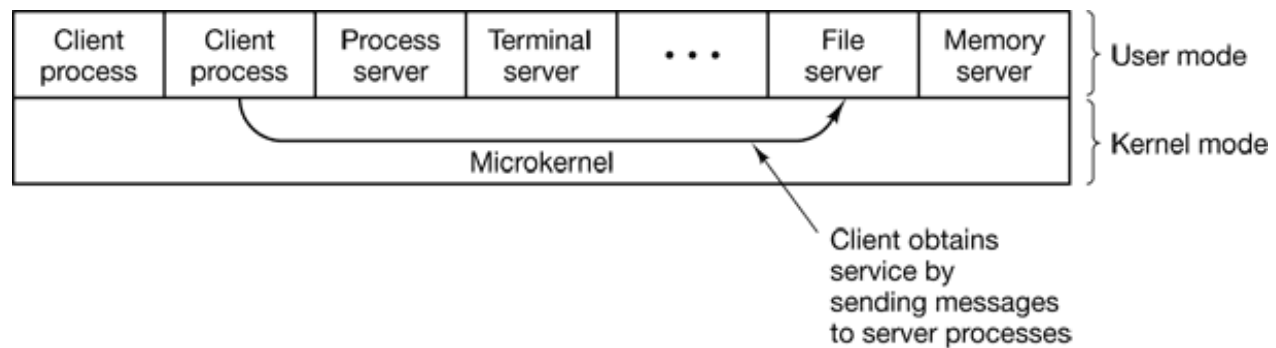 Client
process
Client
process
Process
server
Terminal
server
• • •
File
server
Memory
server
User mode
Microkernel
Kernel mode
Client obtains
service by
sending messages
to server processes